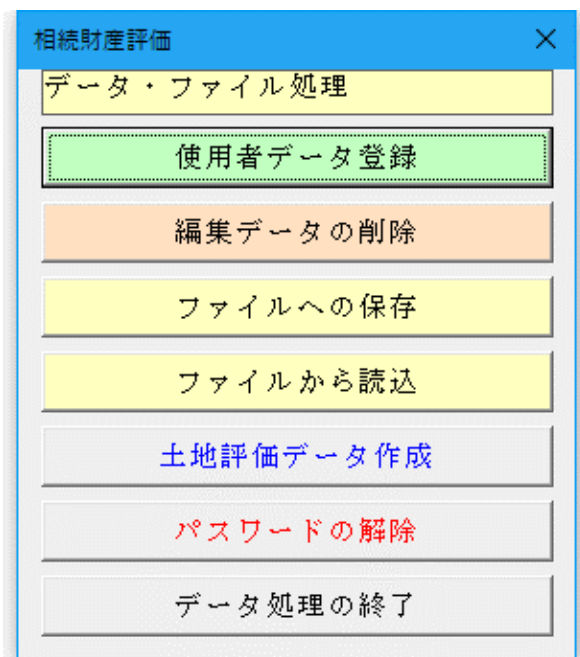 相続財産評価
データ・ファイル処理
使用者データ登録
編集データの削除
ファイルへの保存
ファイルから読込
土地評価データ作成
パスワードの解除
データ処理の終了